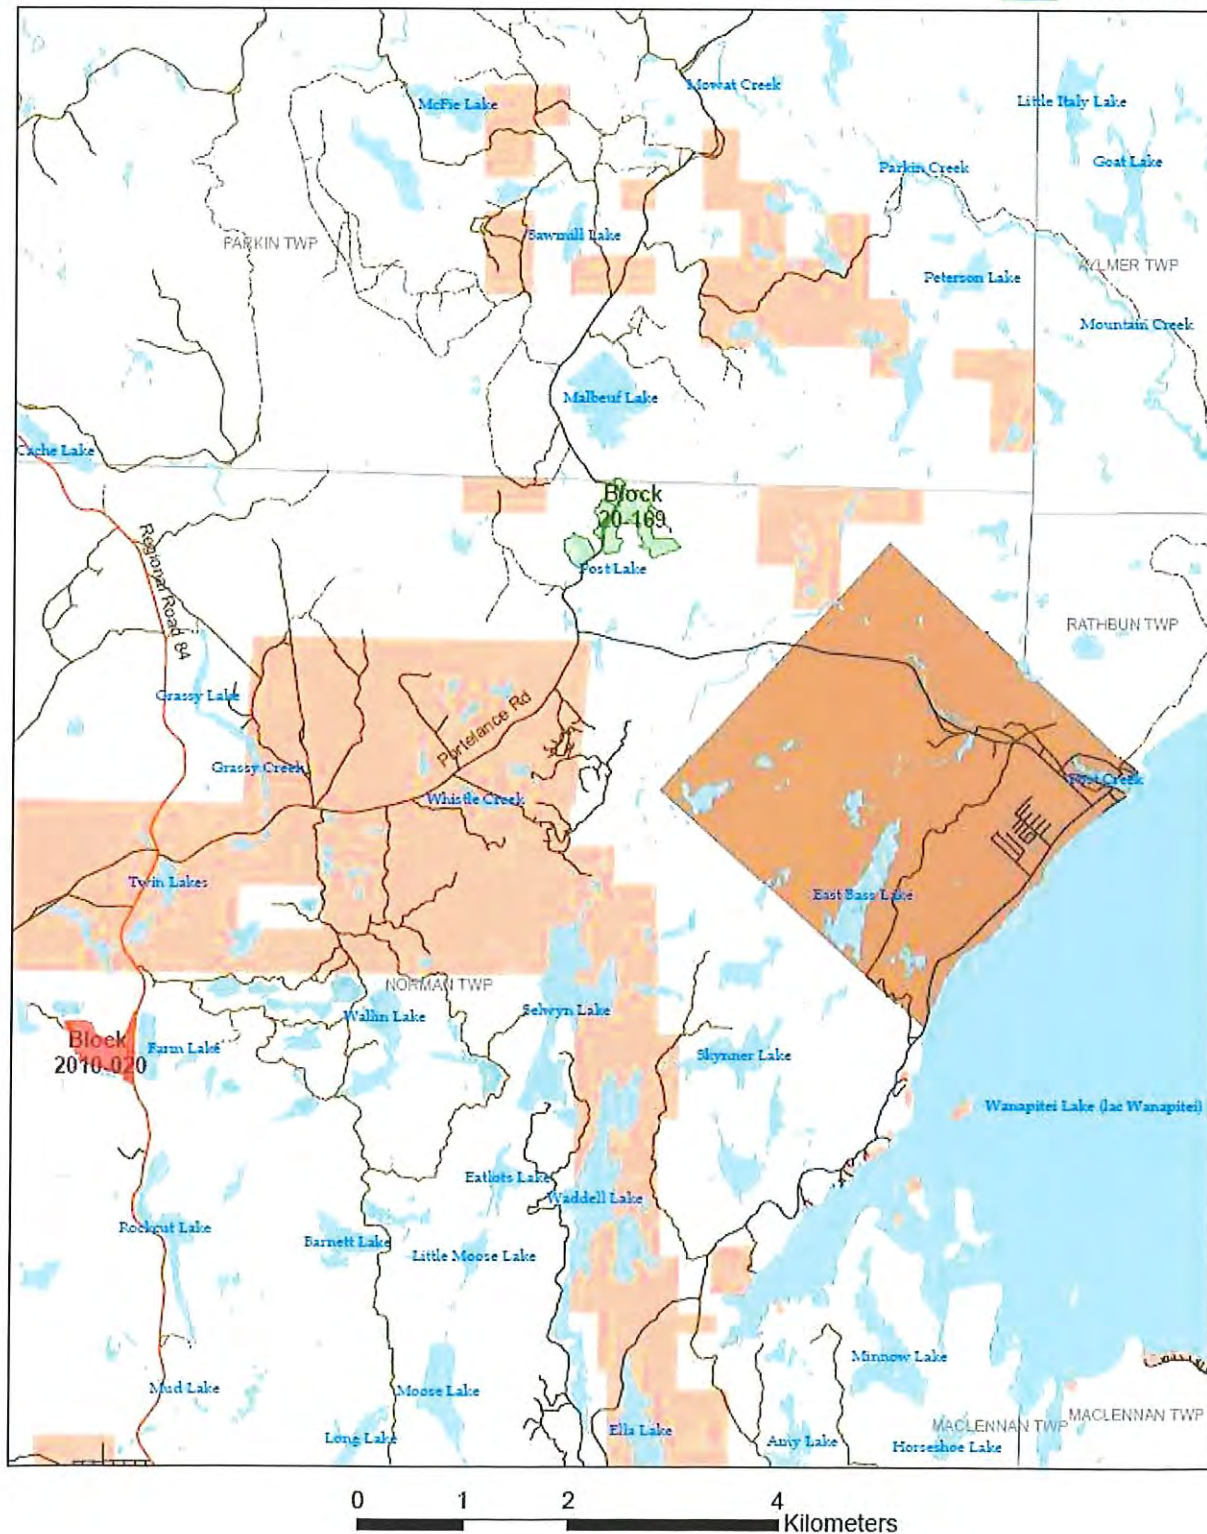 Mowat Creek
McFie Lake
Little Italy Lake
Goat Lake
Parkin Creek
PARKIN TWP
Sawmill Lake
AYLMER TWP
Peterson Lake
Mountain Creek
Malbeuf Lake
Cache Lake
Block
20-169
Regional Road 84
Post Lake
RATHBUN TWP
Grassy Lake
Portelance Rd
Grassy Creek
Post Creek
Whistle Creek
Twin Lakes
East Bass Lake
NORMAN TWP
Selwyn Lake
Wallin Lake
Block
2010-020
Farm Lake
Skynner Lake
Wanapitei Lake (lac Wanapitei)
Eatlots Lake
Waddell Lake
Rockcut Lake
Barnett Lake
Little Moose Lake
Minnow Lake
Mud Lake
Moose Lake
MACLENNAN TWP
MACLENNAN TWP
Ella Lake
Long Lake
Amy Lake
Horseshoe Lake
0 1 2 4
Kilometers